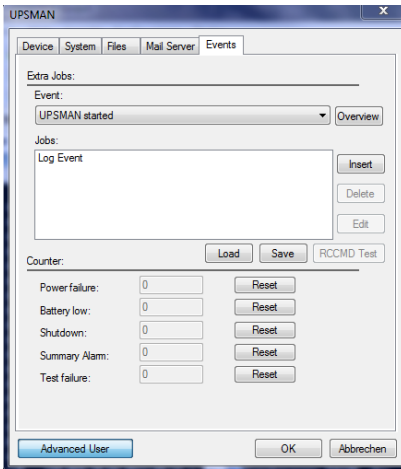 UPSMAN
x
Device System Files Mail Server Events
Extra Jobs:
Event:
UPSMAN started Overview
Jobs:
Log Event
Insert
Delete
Edit
Load Save RCCMD Test
Counter:
Power failure: 0 Reset
Battery low: 0 Reset
Shutdown: 0 Reset
Summary Alarm: 0 Reset
Test failure: 0 Reset
Advanced User OK Abbrechen